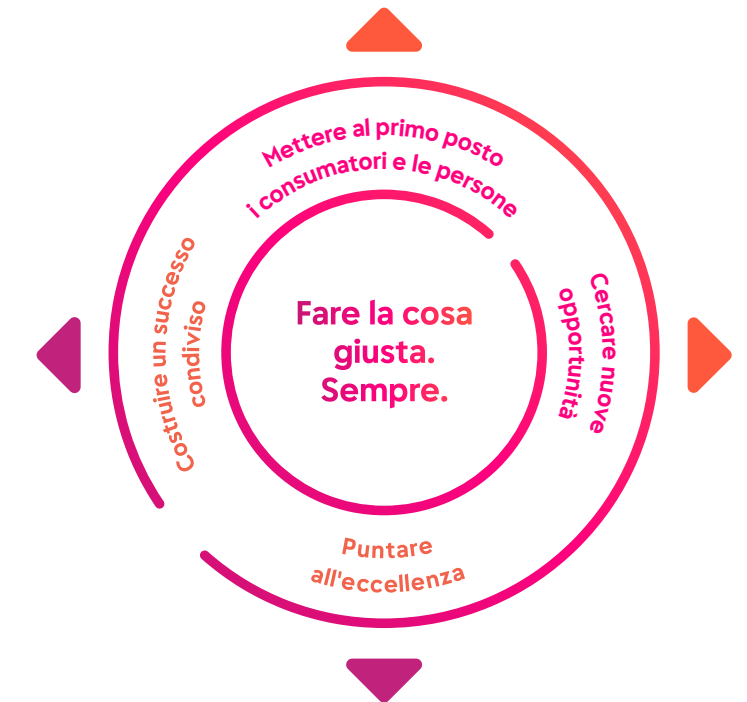 Mettere al primo posto
i consumatori e le persone
Cercare nuove
opportunità
Puntare
all'eccellenza
Costruire un successo
condiviso
Fare la cosa
giusta.
Sempre.